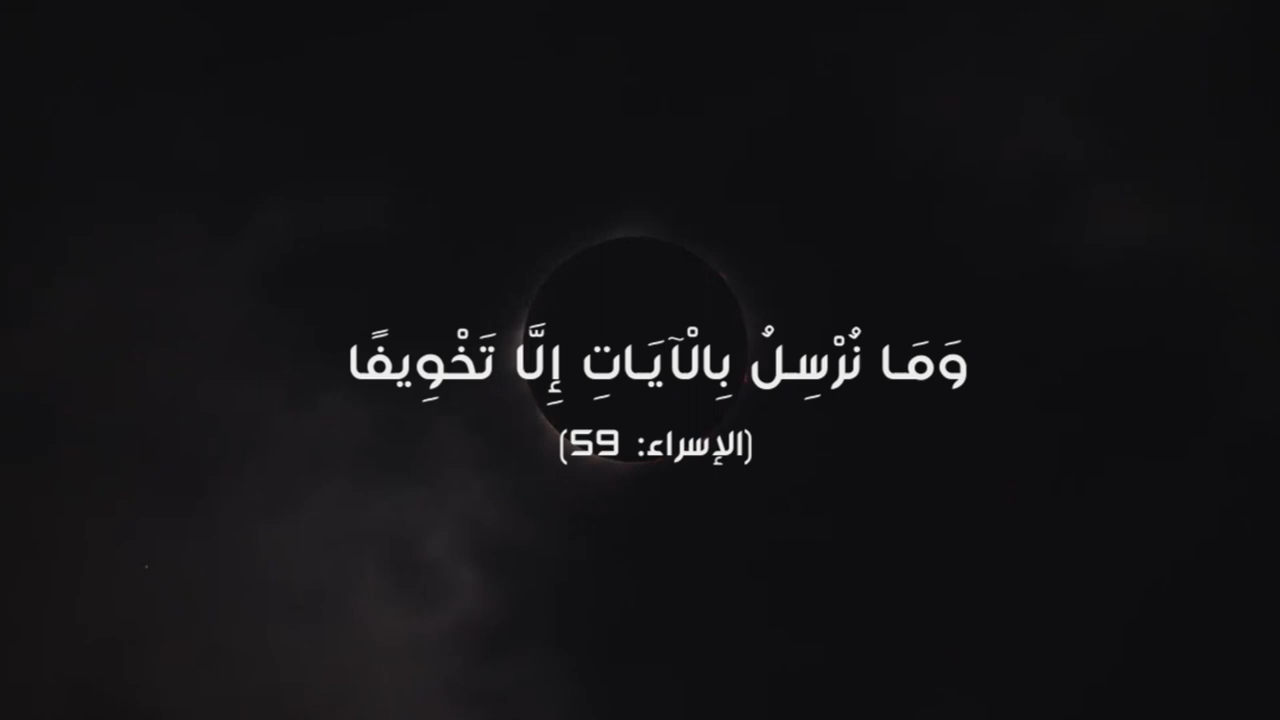 وَمَا نُرْسِلُ بِالْآيَاتِ إِلَّا تَخْوِيفًا
(الإسراء: 59)